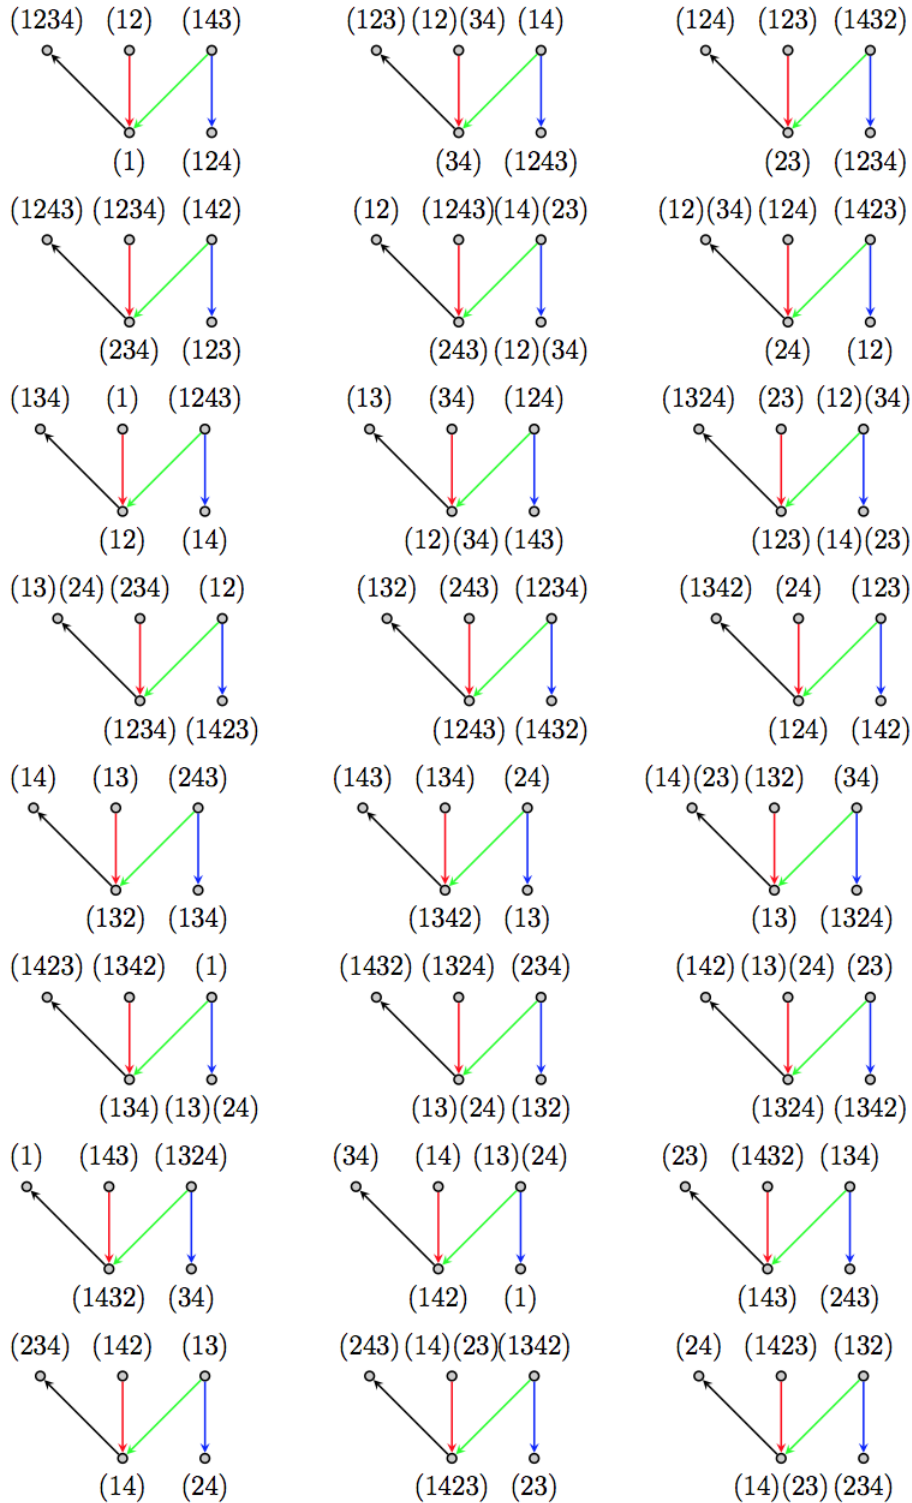 (1234) (12) (143) (123) (12)(34) (14) (124) (123) (1432)
(1) (124) (34) (1243) (23) (1234)
(1243) (1234) (142) (12) (1243) (14)(23) (12)(34) (124) (1423)
(234) (123) (243) (12)(34) (24) (12)
(134) (1) (1243) (13) (34) (124) (1324) (23) (12)(34)
(12) (14) (12)(34) (143) (123) (14)(23)
(13)(24) (234) (12) (132) (243) (1234) (1342) (24) (123)
(1234) (1423) (1243) (1432) (124) (142)
(14) (13) (243) (143) (134) (24) (14)(23) (132) (34)
(132) (134) (1342) (13) (13) (1324)
(1423) (1342) (1) (1432) (1324) (234) (142) (13)(24) (23)
(134) (13)(24) (13)(24) (132) (1324) (1342)
(1) (143) (1324) (34) (14) (13)(24) (23) (1432) (134)
(1432) (34) (142) (1) (143) (243)
(234) (142) (13) (243) (14)(23) (1342) (24) (1423) (132)
(14) (24) (1423) (23) (14)(23) (234)